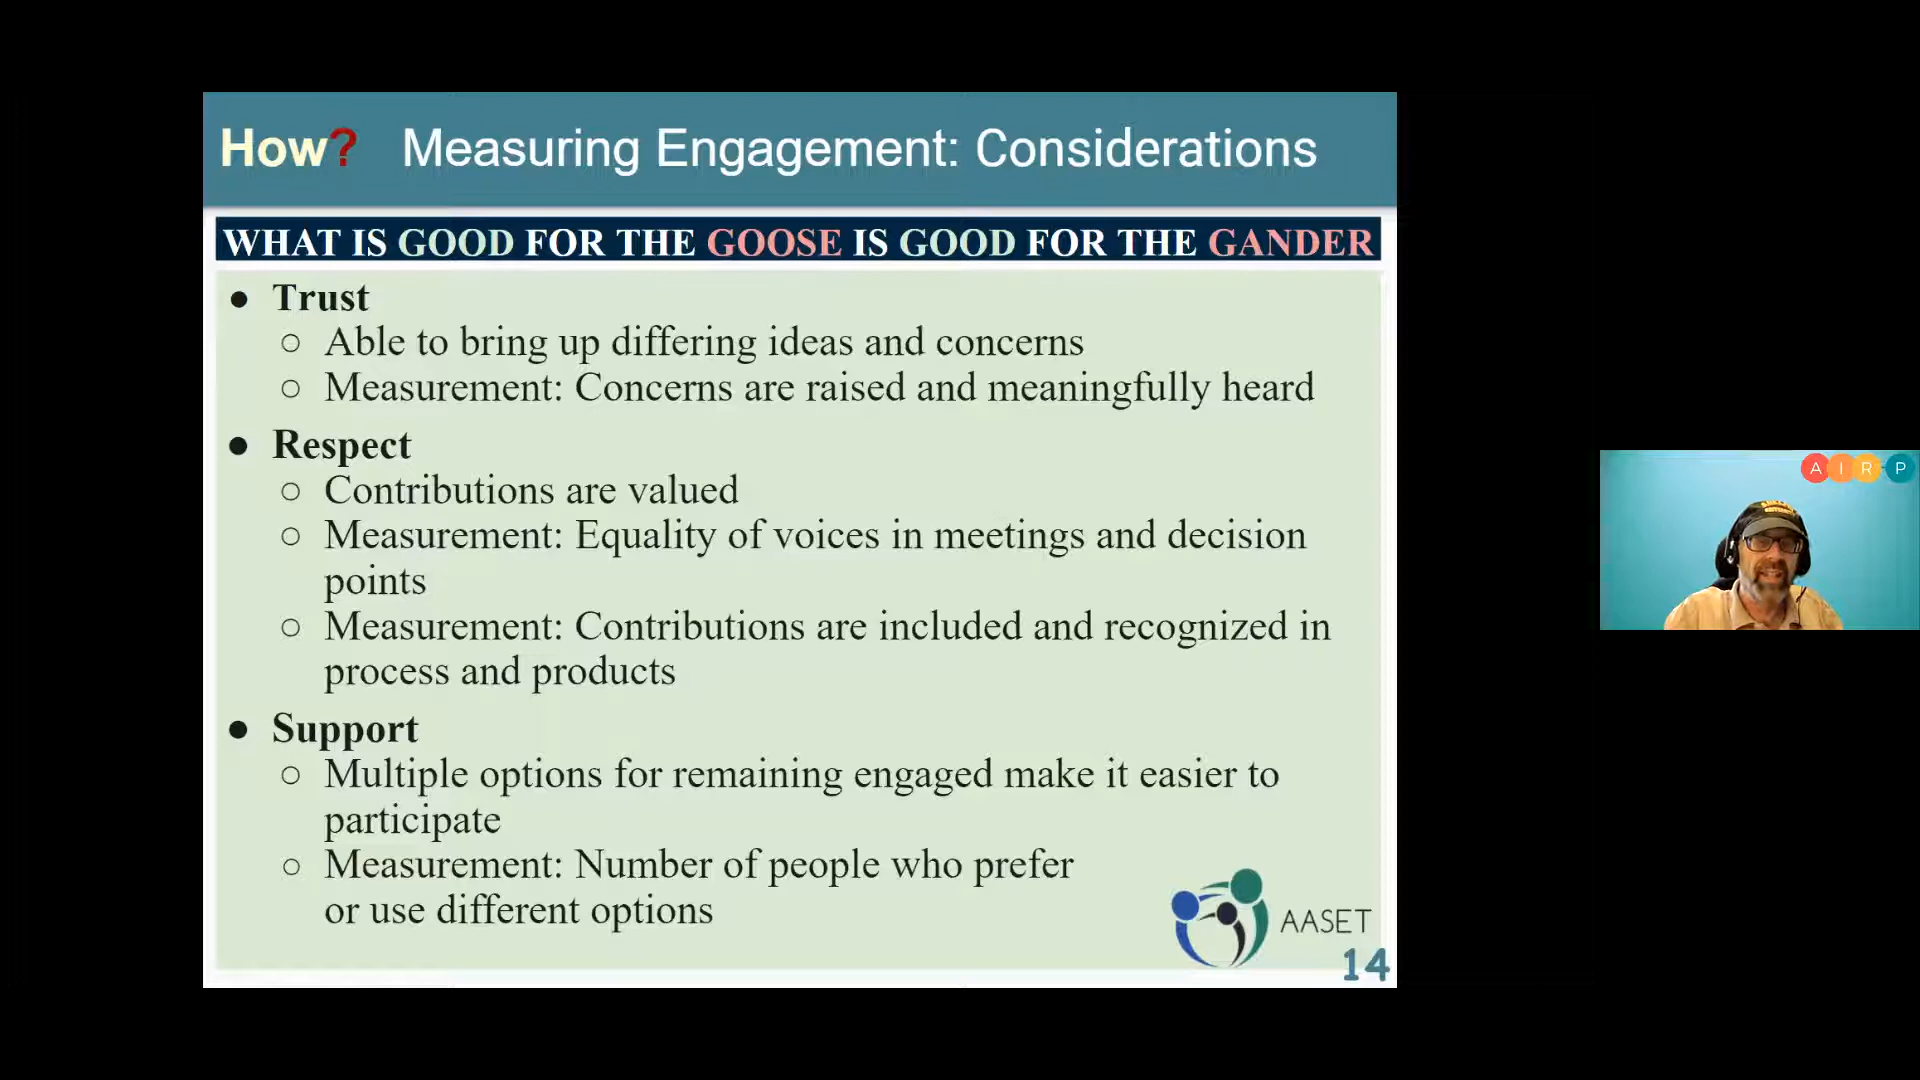 How? Measuring Engagement: Considerations
WHAT IS GOOD FOR THE GOOSE IS GOOD FOR THE GANDER
● Trust
○ Able to bring up differing ideas and concerns
○ Measurement: Concerns are raised and meaningfully heard
● Respect
○ Contributions are valued
○ Measurement: Equality of voices in meetings and decision
points
○ Measurement: Contributions are included and recognized in
process and products
● Support
○ Multiple options for remaining engaged make it easier to
participate
○ Measurement: Number of people who prefer
or use different options
AASET
14
A I R - P